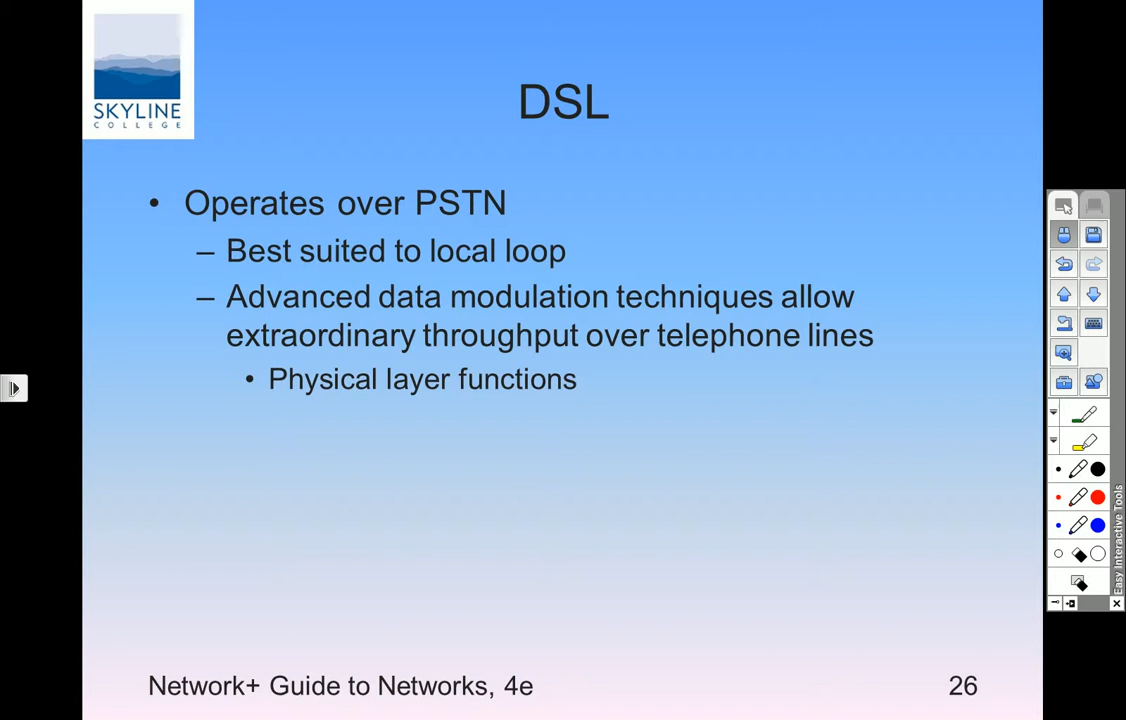 SKYLINE
COLLEGE
DSL
• Operates over PSTN
– Best suited to local loop
– Advanced data modulation techniques allow
extraordinary throughput over telephone lines
• Physical layer functions
Network+ Guide to Networks, 4e
26
Easy Interactive Tools